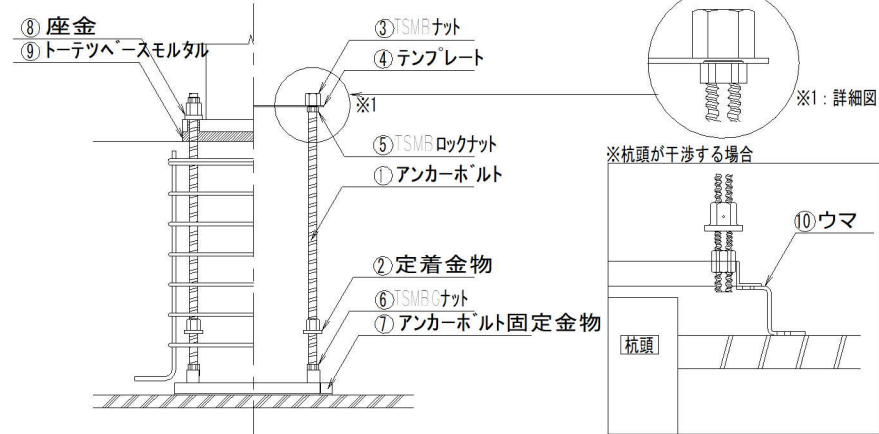 ⑧ 座金
⑨ トーテツベースモルタル
③ TSMBナット
④ テンプレート
※1
⑤ TSMBロックナット
① アンカーボルト
② 定着金物
⑥ TSMBGナット
⑦ アンカーボルト固定金物
※1：詳細図
※杭頭が干渉する場合
⑩ ウマ
杭頭